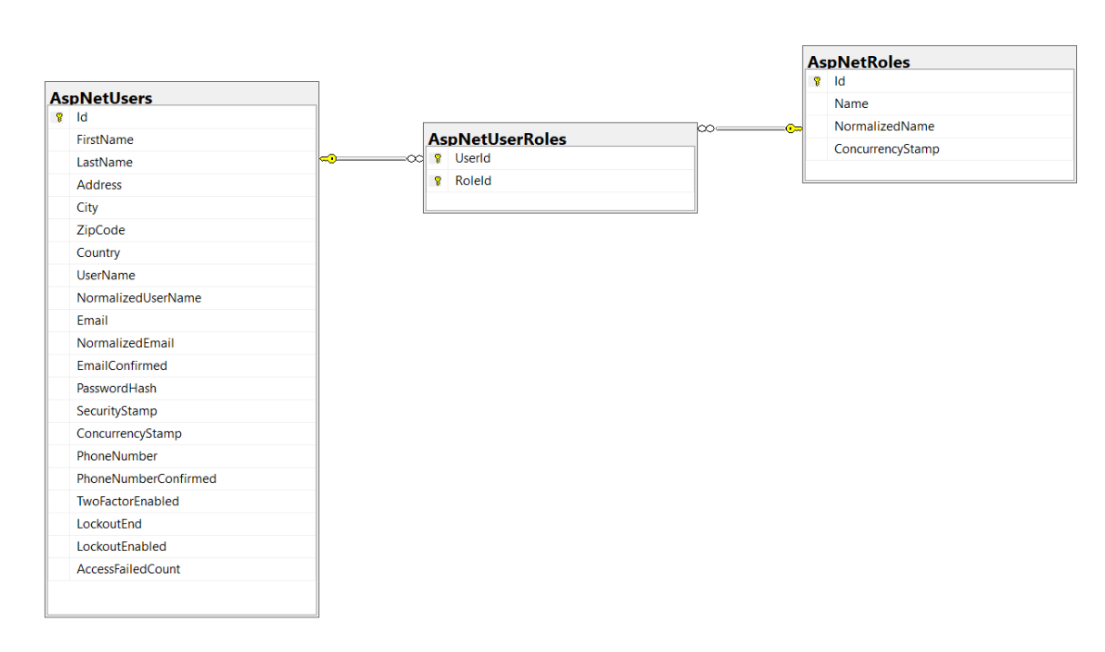 AspNetUsers
Id
FirstName
LastName
Address
City
ZipCode
Country
UserName
NormalizedUserName
Email
NormalizedEmail
EmailConfirmed
PasswordHash
SecurityStamp
ConcurrencyStamp
PhoneNumber
PhoneNumberConfirmed
TwoFactorEnabled
LockoutEnd
LockoutEnabled
AccessFailedCount
AspNetUserRoles
UserId
RoleId
AspNetRoles
Id
Name
NormalizedName
ConcurrencyStamp